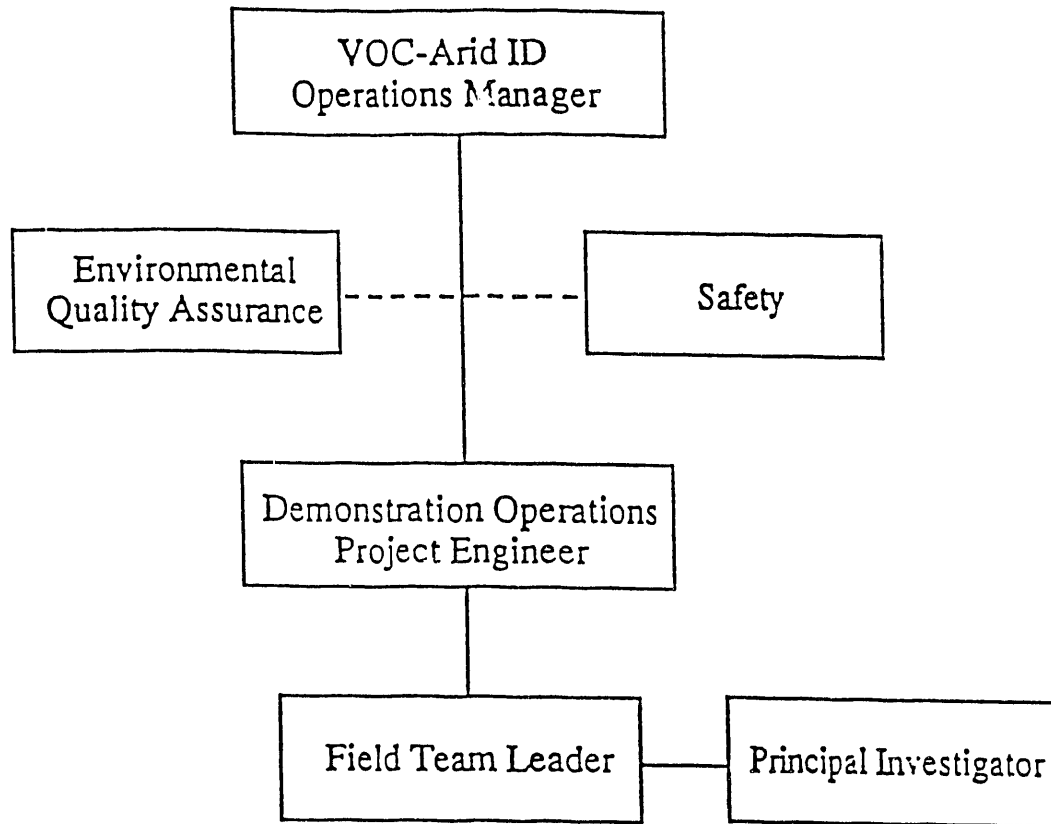 VOC-Arid ID
Operations Manager
Environmental
Quality Assurance
Safety
Demonstration Operations
Project Engineer
Field Team Leader
Principal Investigator